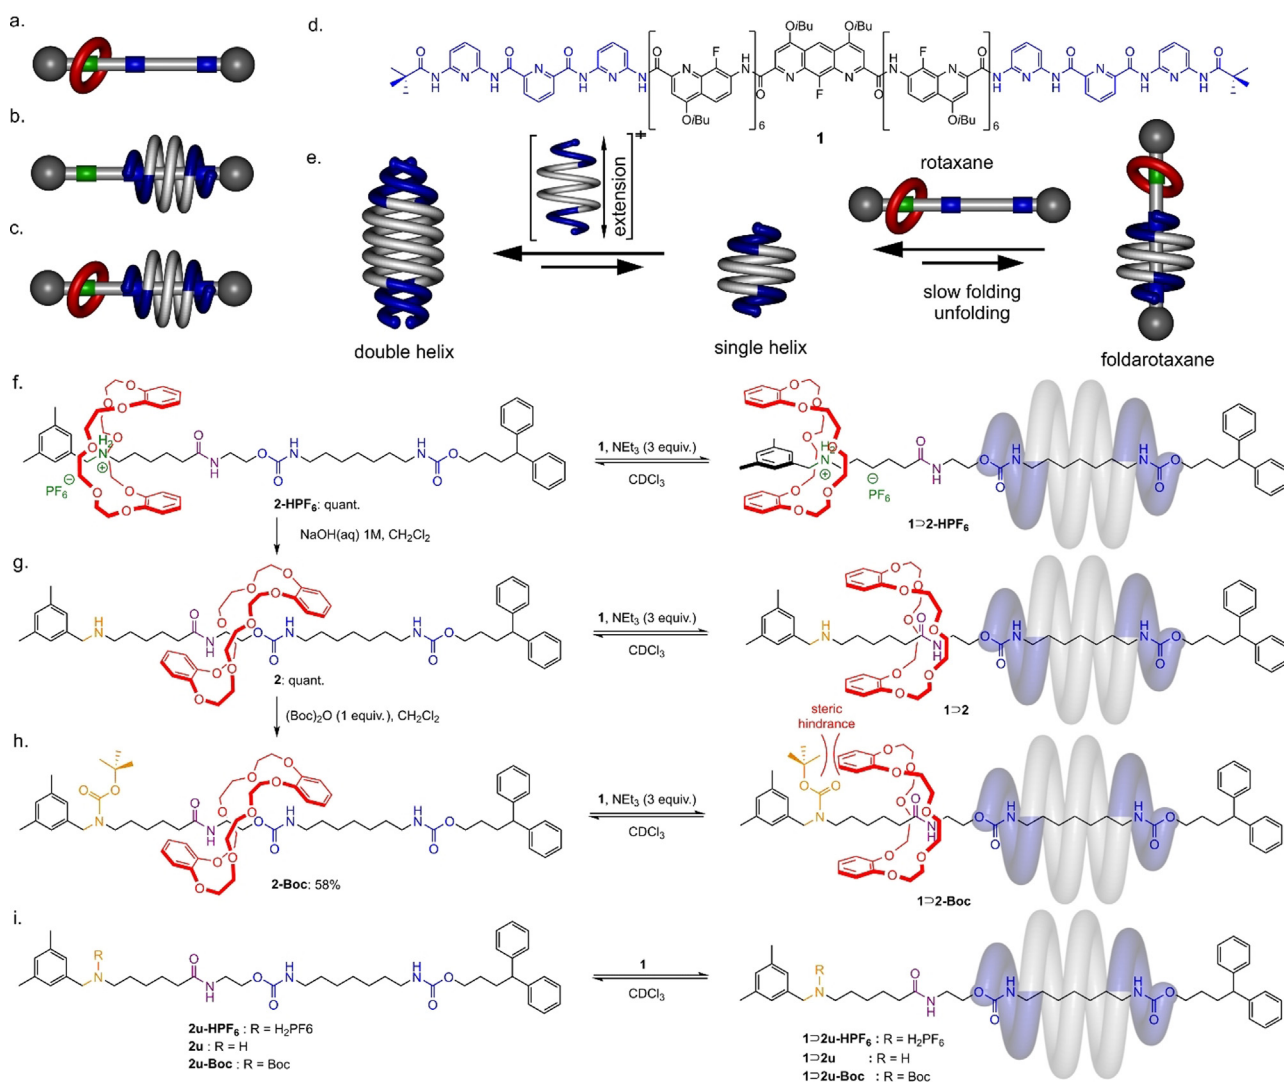 a.
b.
c.
d.
OiBu
OiBu
OiBu
OiBu
6
6
1
e.
extension
≠
double helix
single helix
rotaxane
slow folding
unfolding
foldarotaxane
f.
H2
N
⊕
⊖
PF6
2-HPF6: quant.
1, NEt3 (3 equiv.)
CDCl3
1⊃2-HPF6
NaOH(aq) 1M, CH2Cl2
g.
2: quant.
1, NEt3 (3 equiv.)
CDCl3
1⊃2
(Boc)2O (1 equiv.), CH2Cl2
steric
hindrance
h.
2-Boc: 58%
1, NEt3 (3 equiv.)
CDCl3
1⊃2-Boc
i.
R
2u-HPF6 : R = H2PF6
2u : R = H
2u-Boc : R = Boc
1
CDCl3
R
1⊃2u-HPF6 : R = H2PF6
1⊃2u : R = H
1⊃2u-Boc : R = Boc